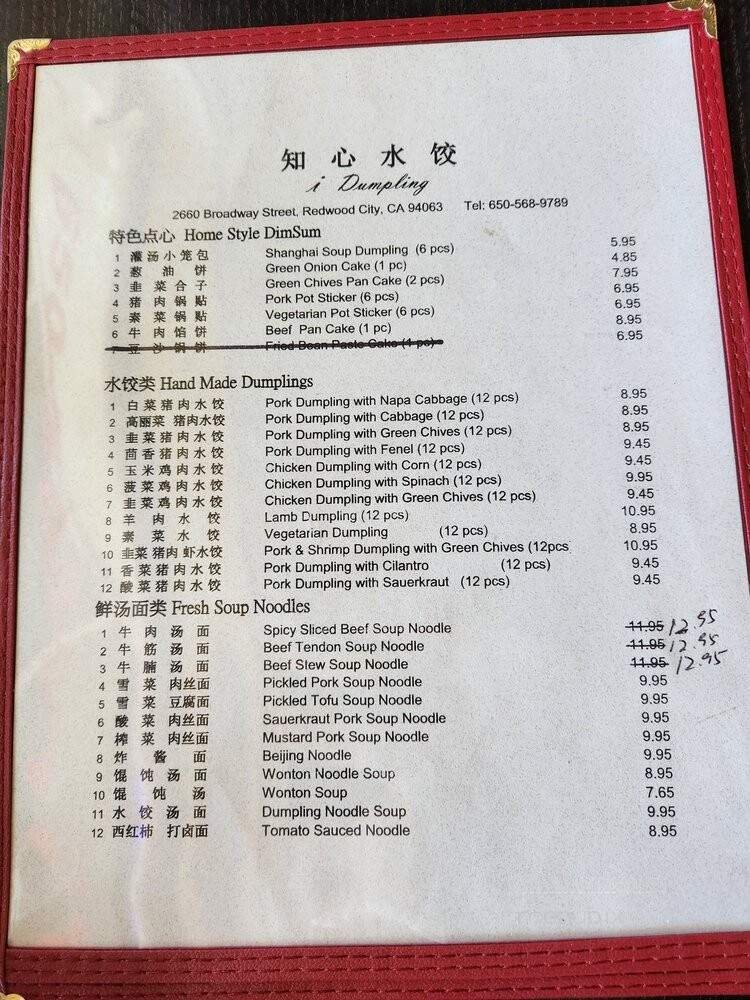 知心水饺
i Dumpling
2660 Broadway Street, Redwood City, CA 94063 Tel: 650-568-9789
特色点心 Home Style DimSum
1 灌汤小笼包 Shanghai Soup Dumpling (6 pcs) 5.95
2 葱油饼 Green Onion Cake (1 pc) 4.85
3 韭菜合子 Green Chives Pan Cake (2 pcs) 7.95
4 猪肉锅贴 Pork Pot Sticker (6 pcs) 6.95
5 素菜锅贴 Vegetarian Pot Sticker (6 pcs) 6.95
6 牛肉馅饼 Beef Pan Cake (1 pc) 8.95
7 豆沙锅饼 Fried Bean Paste Cake (4 pc) 6.95
水饺类 Hand Made Dumplings
1 白菜猪肉水饺 Pork Dumpling with Napa Cabbage (12 pcs) 8.95
2 高丽菜 猪肉水饺 Pork Dumpling with Cabbage (12 pcs) 8.95
3 韭菜猪肉水饺 Pork Dumpling with Green Chives (12 pcs) 8.95
4 茴香猪肉水饺 Pork Dumpling with Fenel (12 pcs) 9.45
5 玉米鸡肉水饺 Chicken Dumpling with Corn (12 pcs) 9.45
6 菠菜鸡肉水饺 Chicken Dumpling with Spinach (12 pcs) 9.95
7 韭菜鸡肉水饺 Chicken Dumpling with Green Chives (12 pcs) 9.45
8 羊肉水饺 Lamb Dumpling (12 pcs) 10.95
9 素菜水饺 Vegetarian Dumpling (12 pcs) 8.95
10 韭菜猪肉 虾水饺 Pork & Shrimp Dumpling with Green Chives (12pcs 10.95
11 香菜猪肉水饺 Pork Dumpling with Cilantro (12 pcs) 9.45
12 酸菜猪肉水饺 Pork Dumpling with Sauerkraut (12 pcs) 9.45
鲜汤面类 Fresh Soup Noodles
1 牛肉汤面 Spicy Sliced Beef Soup Noodle 11.95 12.95
2 牛筋汤面 Beef Tendon Soup Noodle 11.95 12.95
3 牛腩汤面 Beef Stew Soup Noodle 11.95 12.95
4 雪菜 肉丝面 Pickled Pork Soup Noodle 9.95
5 雪菜 豆腐面 Pickled Tofu Soup Noodle 9.95
6 酸菜 肉丝面 Sauerkraut Pork Soup Noodle 9.95
7 榨菜 肉丝面 Mustard Pork Soup Noodle 9.95
8 炸酱面 Beijing Noodle 9.95
9 馄饨汤面 Wonton Noodle Soup 8.95
10 馄饨汤 Wonton Soup 7.65
11 水饺汤面 Dumpling Noodle Soup 9.95
12 西红柿 打卤面 Tomato Sauced Noodle 8.95